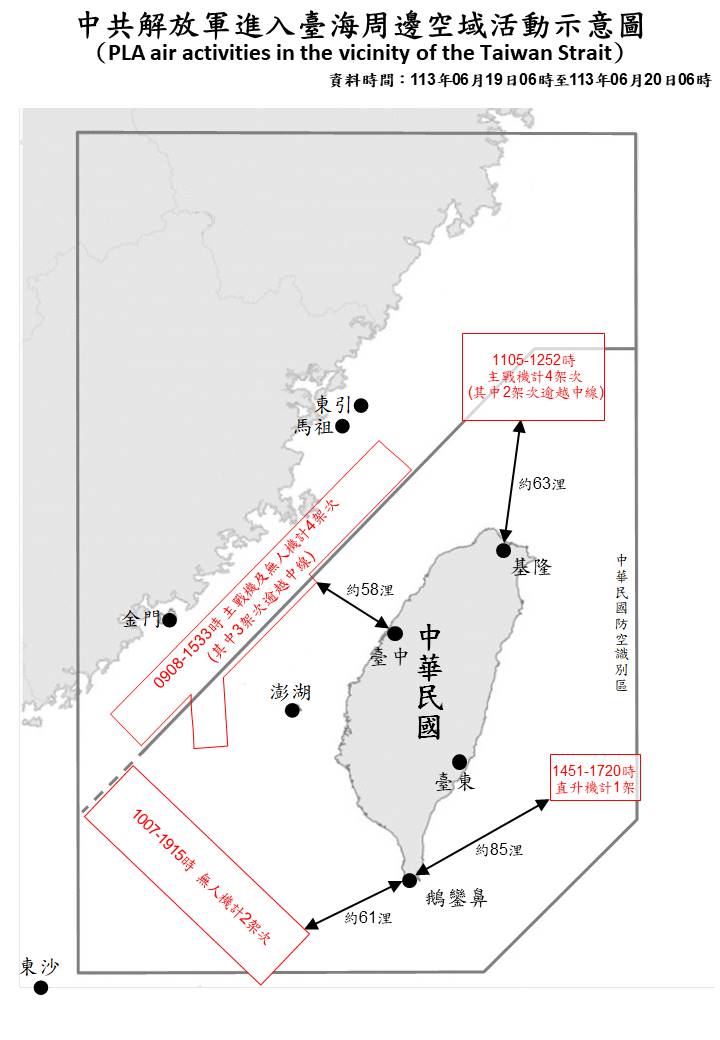 中共解放軍進入臺海周邊空域活動示意圖
（PLA air activities in the vicinity of the Taiwan Strait）
資料時間：113年06月19日06時至113年06月20日06時
1105-1252時
主戰機計4架次
(其中2架次逾越中線)
東引
馬祖
約63浬
基隆
中華民國防空識別區
0908-1533時 主戰機及無人機計4架次
(其中3架次逾越中線)
約58浬
金門
臺中
中華民國
澎湖
臺東
1451-1720時
直升機計1架
1007-1915時 無人機計2架次
約85浬
鵝鑾鼻
約61浬
東沙